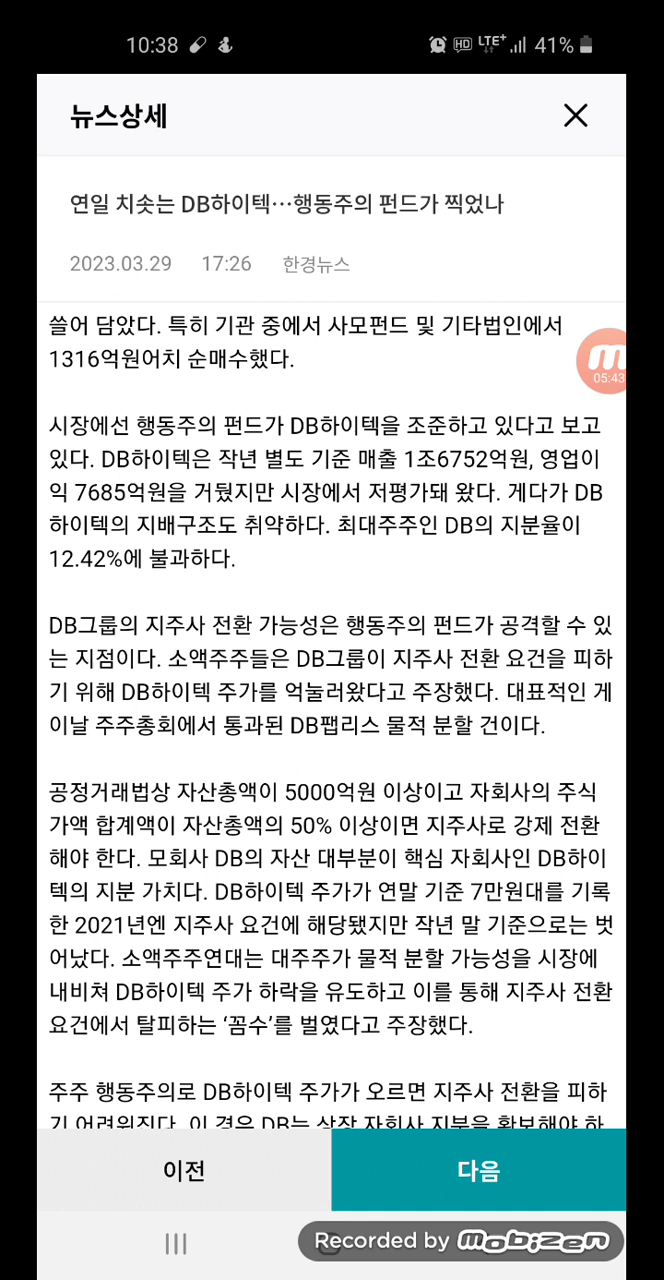 10:38
HD LTE+ 41%
뉴스상세
연일 치솟는 DB하이텍…행동주의 펀드가 찍었나
2023.03.29 17:26 한경뉴스
쓸어 담았다. 특히 기관 중에서 사모펀드 및 기타법인에서
1316억원어치 순매수했다.
m
05:43
시장에선 행동주의 펀드가 DB하이텍을 조준하고 있다고 보고
있다. DB하이텍은 작년 별도 기준 매출 1조6752억원, 영업이
익 7685억원을 거뒀지만 시장에서 저평가돼 왔다. 게다가 DB
하이텍의 지배구조도 취약하다. 최대주주인 DB의 지분율이
12.42%에 불과하다.
DB그룹의 지주사 전환 가능성은 행동주의 펀드가 공격할 수 있
는 지점이다. 소액주주들은 DB그룹이 지주사 전환 요건을 피하
기 위해 DB하이텍 주가를 억눌러왔다고 주장했다. 대표적인 게
이날 주주총회에서 통과된 DB팹리스 물적 분할 건이다.
공정거래법상 자산총액이 5000억원 이상이고 자회사의 주식
가액 합계액이 자산총액의 50% 이상이면 지주사로 강제 전환
해야 한다. 모회사 DB의 자산 대부분이 핵심 자회사인 DB하이
텍의 지분 가치다. DB하이텍 주가가 연말 기준 7만원대를 기록
한 2021년엔 지주사 요건에 해당됐지만 작년 말 기준으로는 벗
어났다. 소액주주연대는 대주주가 물적 분할 가능성을 시장에
내비쳐 DB하이텍 주가 하락을 유도하고 이를 통해 지주사 전환
요건에서 탈피하는 ‘꼼수’를 벌였다고 주장했다.
주주 행동주의로 DB하이텍 주가가 오르면 지주사 전환을 피하
기 어려워진다. 이 경우 DB는 상장 자회사 지분을 확보해야 하
이전 다음
Recorded by mobizen